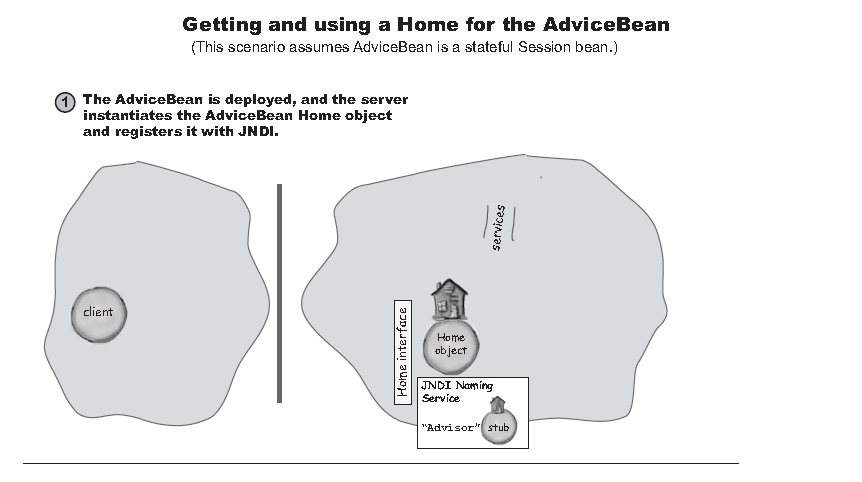 Getting and using a Home for the AdviceBean
(This scenario assumes AdviceBean is a stateful Session bean.)
1 The AdviceBean is deployed, and the server
instantiates the AdviceBean Home object
and registers it with JNDI.
services
client
Home interface
Home
object
JNDI Naming
Service
"Advisor"
stub